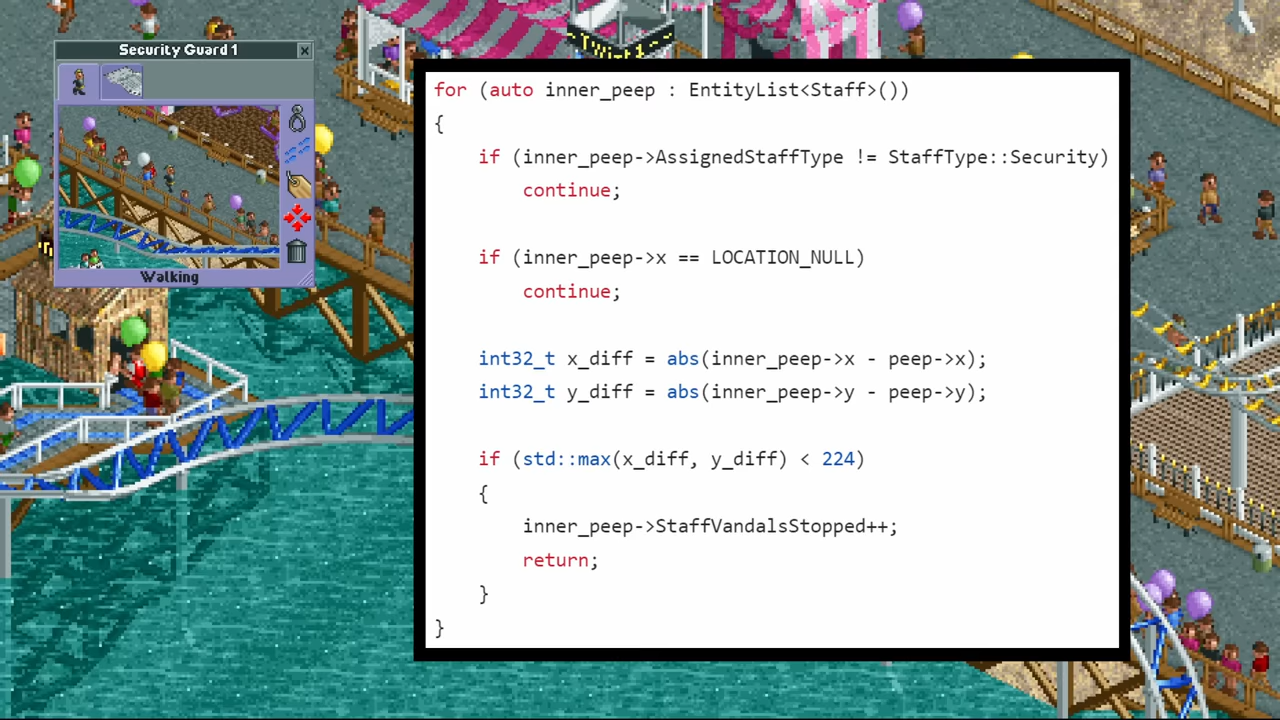 Twist 1
Security Guard 1
Walking
for (auto inner_peep : EntityList<Staff>())
{
    if (inner_peep->AssignedStaffType != StaffType::Security)
        continue;
    if (inner_peep->x == LOCATION_NULL)
        continue;
    int32_t x_diff = abs(inner_peep->x - peep->x);
    int32_t y_diff = abs(inner_peep->y - peep->y);
    if (std::max(x_diff, y_diff) < 224)
    {
        inner_peep->StaffVandalsStopped++;
        return;
    }
}